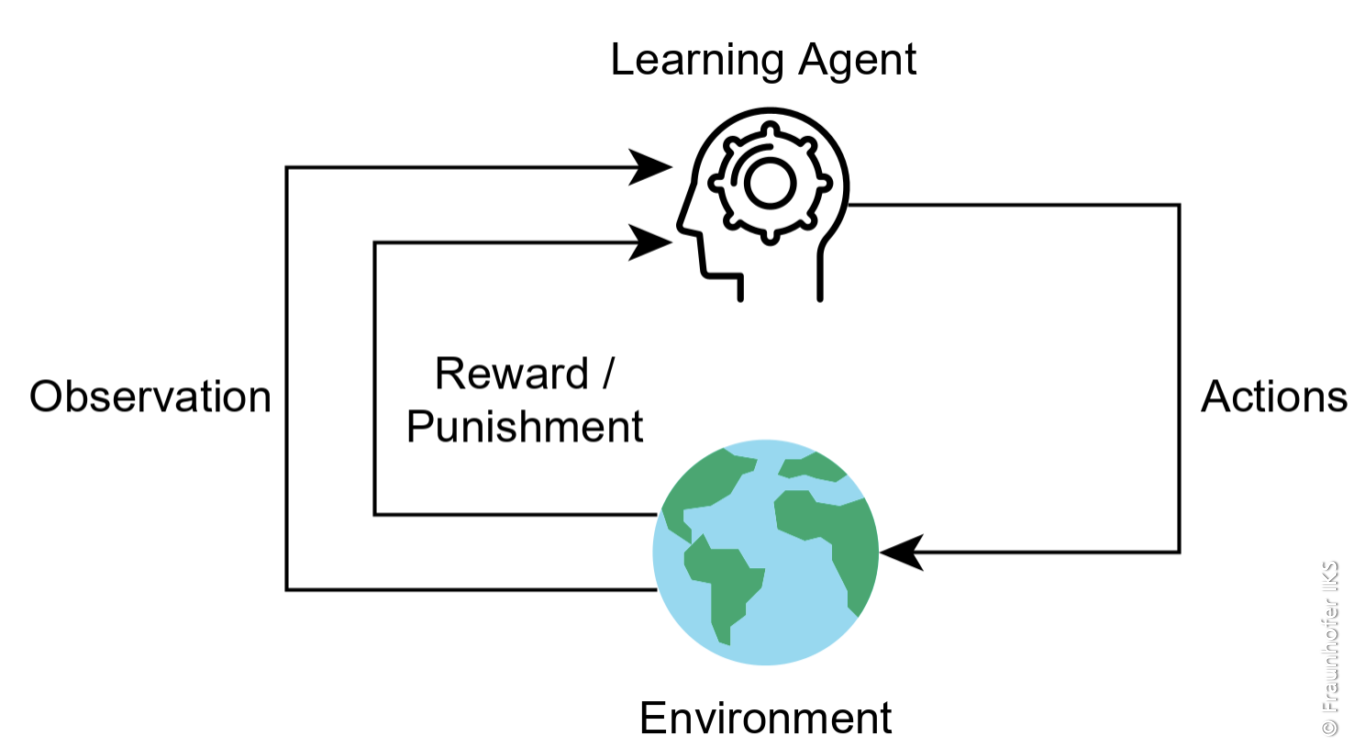 Learning Agent
Observation
Reward /
Punishment
Actions
Environment
© Fraunhofer IKS